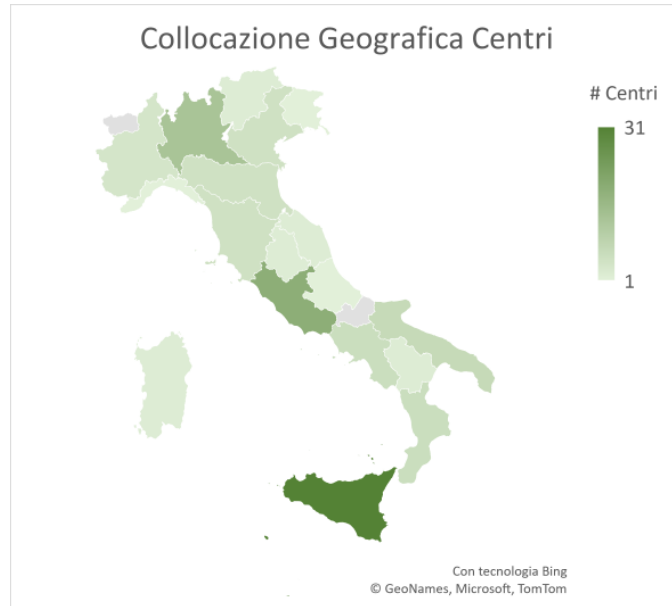 Collocazione Geografica Centri
# Centri
31
1
Con tecnologia Bing
© GeoNames, Microsoft, TomTom